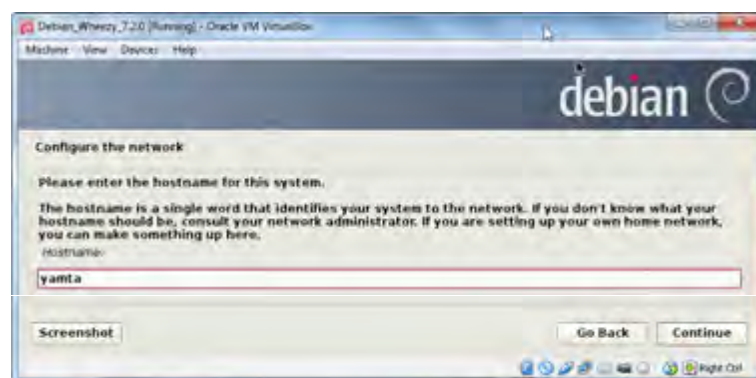 Debian_Wheezy_7.2.0 [Running] - Oracle VM VirtualBox
Machine View Devices Help
debian
Configure the network
Please enter the hostname for this system.
The hostname is a single word that identifies your system to the network. If you don't know what your
hostname should be, consult your network administrator. If you are setting up your own home network,
you can make something up here.
Hostname:
yamta
Screenshot Go Back Continue
Right Ctrl